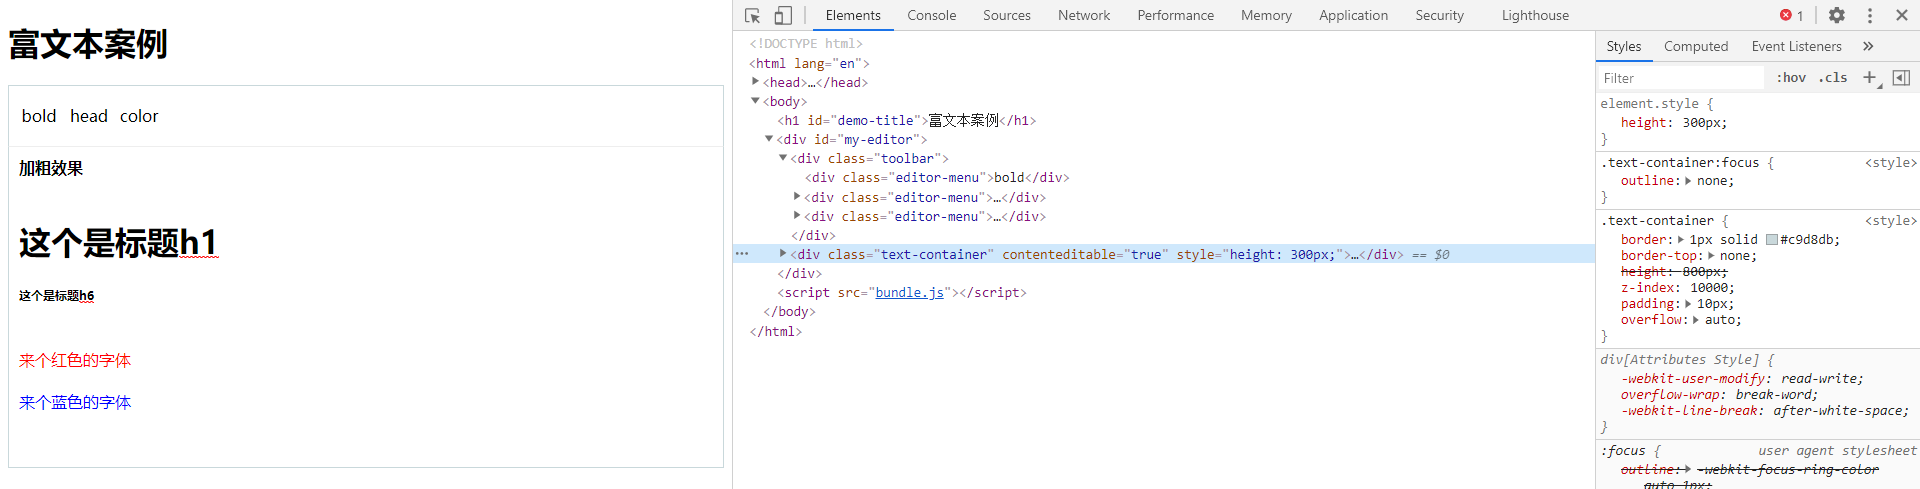 富文本案例
bold head color
加粗效果
这个是标题h1
这个是标题h6
来个红色的字体
来个蓝色的字体
Elements Console Sources Network Performance Memory Application Security Lighthouse 1
<!DOCTYPE html>
<html lang="en">
<head>…</head>
<body>
<h1 id="demo-title">富文本案例</h1>
<div id="my-editor">
<div class="toolbar">
<div class="editor-menu">bold</div>
<div class="editor-menu">…</div>
<div class="editor-menu">…</div>
</div>
<div class="text-container" contenteditable="true" style="height: 300px;">…</div> == $0
</div>
<script src="bundle.js"></script>
</body>
</html>
Styles Computed Event Listeners »
Filter :hov .cls +
element.style {
height: 300px;
}
.text-container:focus { <style>
outline: none;
}
.text-container { <style>
border: 1px solid #c9d8db;
border-top: none;
height: 800px;
z-index: 10000;
padding: 10px;
overflow: auto;
}
div[Attributes Style] {
-webkit-user-modify: read-write;
overflow-wrap: break-word;
-webkit-line-break: after-white-space;
}
:focus { user agent stylesheet
outline: -webkit-focus-ring-color
auto 1px;